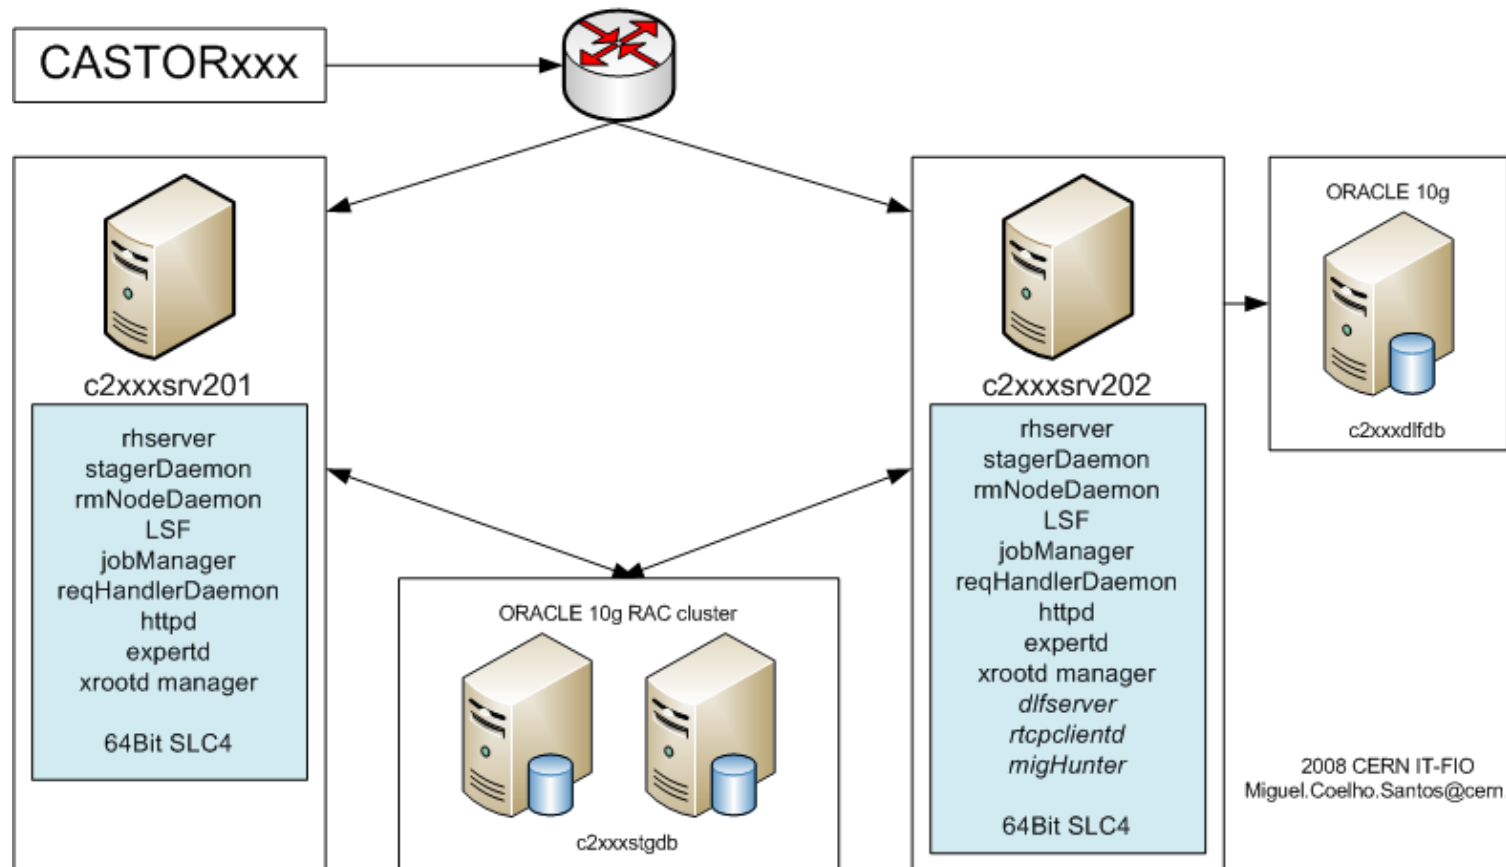 CASTORxxx
c2xxxsrv201
rhserver
stagerDaemon
rmNodeDaemon
LSF
jobManager
reqHandlerDaemon
httpd
expertd
xrootd manager
64Bit SLC4
ORACLE 10g RAC cluster
c2xxxstgdb
c2xxxsrv202
rhserver
stagerDaemon
rmNodeDaemon
LSF
jobManager
reqHandlerDaemon
httpd
expertd
xrootd manager
dlfserver
rtcpclientd
migHunter
64Bit SLC4
ORACLE 10g
c2xxxdlfdb
2008 CERN IT-FIO
Miguel.Coelho.Santos@cern.